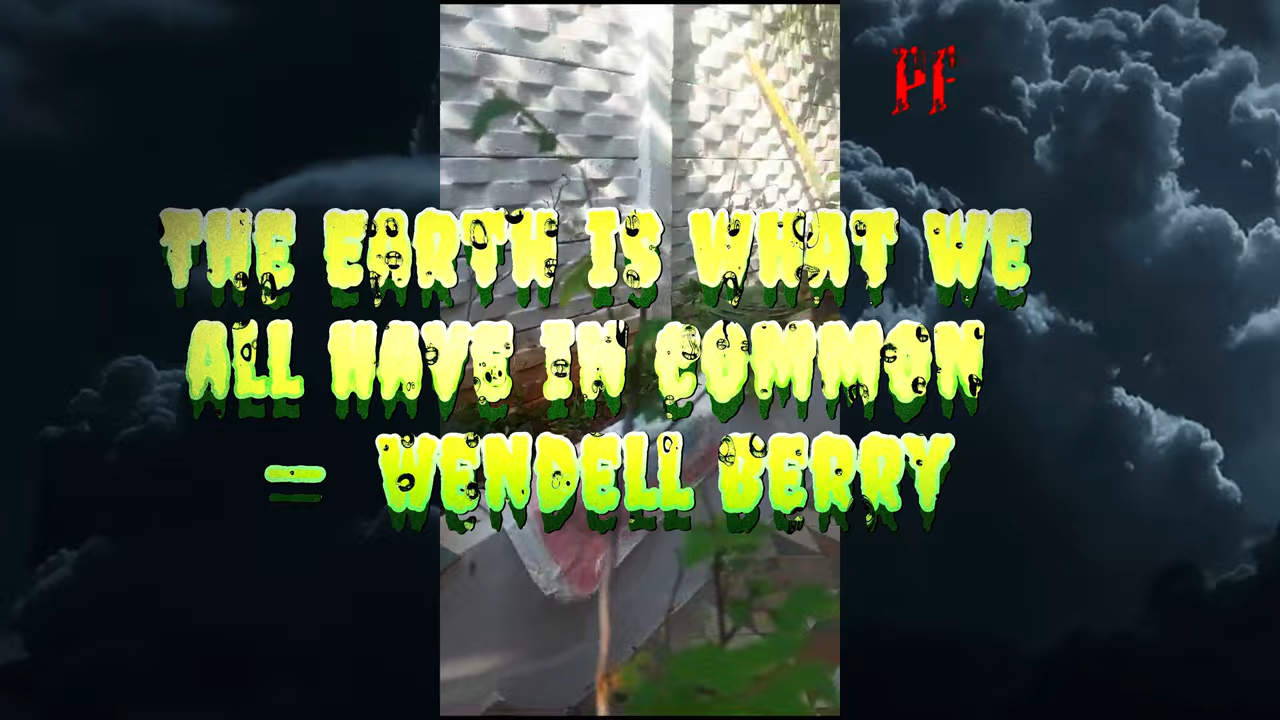 PF
THE EARTH IS WHAT WE
ALL HAVE IN COMMON
— WENDELL BERRY